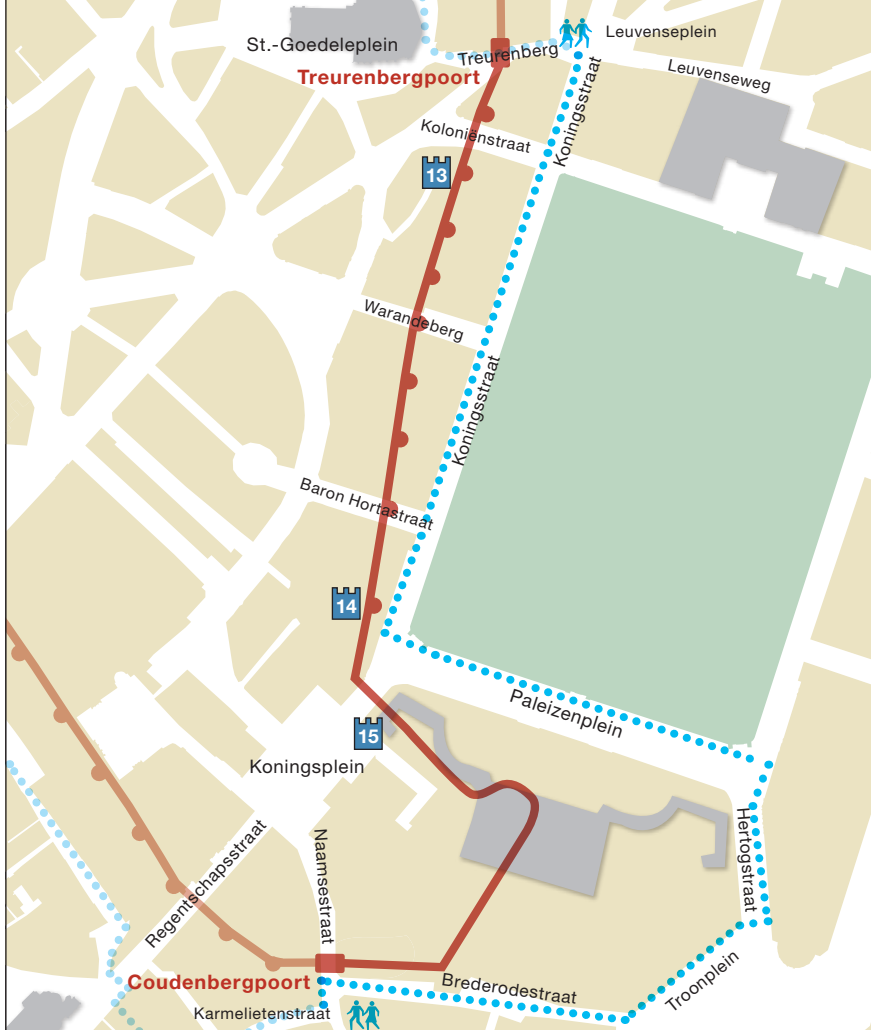 St.-Goedeleplein
Leuvenseplein
Treurenberg
Treurenbergpoort
Leuvenseweg
Koningsstraat
Koloniënstraat
13
Warandeberg
Koningsstraat
Baron Hortastraat
14
Paleizenplein
15
Koningsplein
Hertogstraat
Naamsestraat
Regentschapsstraat
Troonplein
Coudenbergpoort
Brederodestraat
Karmelietenstraat